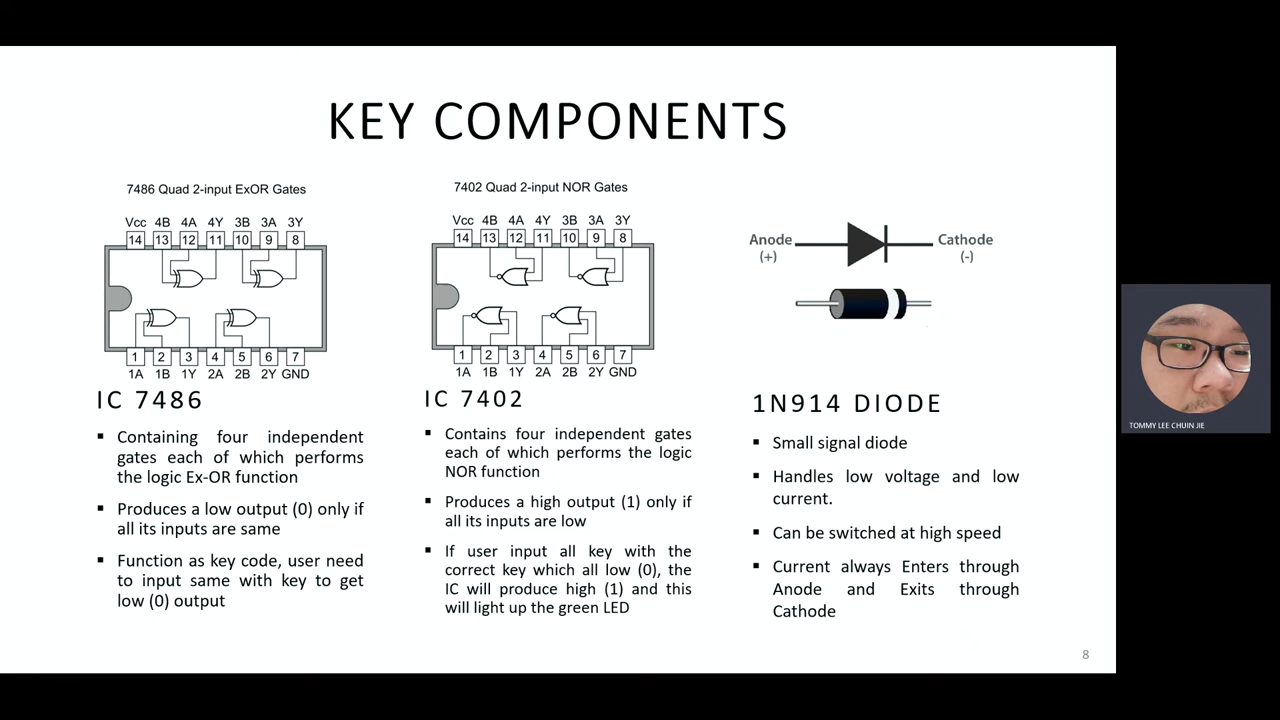 KEY COMPONENTS
7486 Quad 2-input ExOR Gates
Vcc 4B 4A 4Y 3B 3A 3Y
14 13 12 11 10 9 8
1 2 3 4 5 6 7
1A 1B 1Y 2A 2B 2Y GND
IC 7486
▪ Containing four independent
gates each of which performs
the logic Ex-OR function
▪ Produces a low output (0) only if
all its inputs are same
▪ Function as key code, user need
to input same with key to get
low (0) output
7402 Quad 2-input NOR Gates
Vcc 4B 4A 4Y 3B 3A 3Y
14 13 12 11 10 9 8
1 2 3 4 5 6 7
1A 1B 1Y 2A 2B 2Y GND
IC 7402
▪ Contains four independent gates
each of which performs the logic
NOR function
▪ Produces a high output (1) only if
all its inputs are low
▪ If user input all key with the
correct key which all low (0), the
IC will produce high (1) and this
will light up the green LED
Anode Cathode
(+) (-)
1N914 DIODE
▪ Small signal diode
▪ Handles low voltage and low
current.
▪ Can be switched at high speed
▪ Current always Enters through
Anode and Exits through
Cathode
8
TOMMY LEE CHUIN JIE